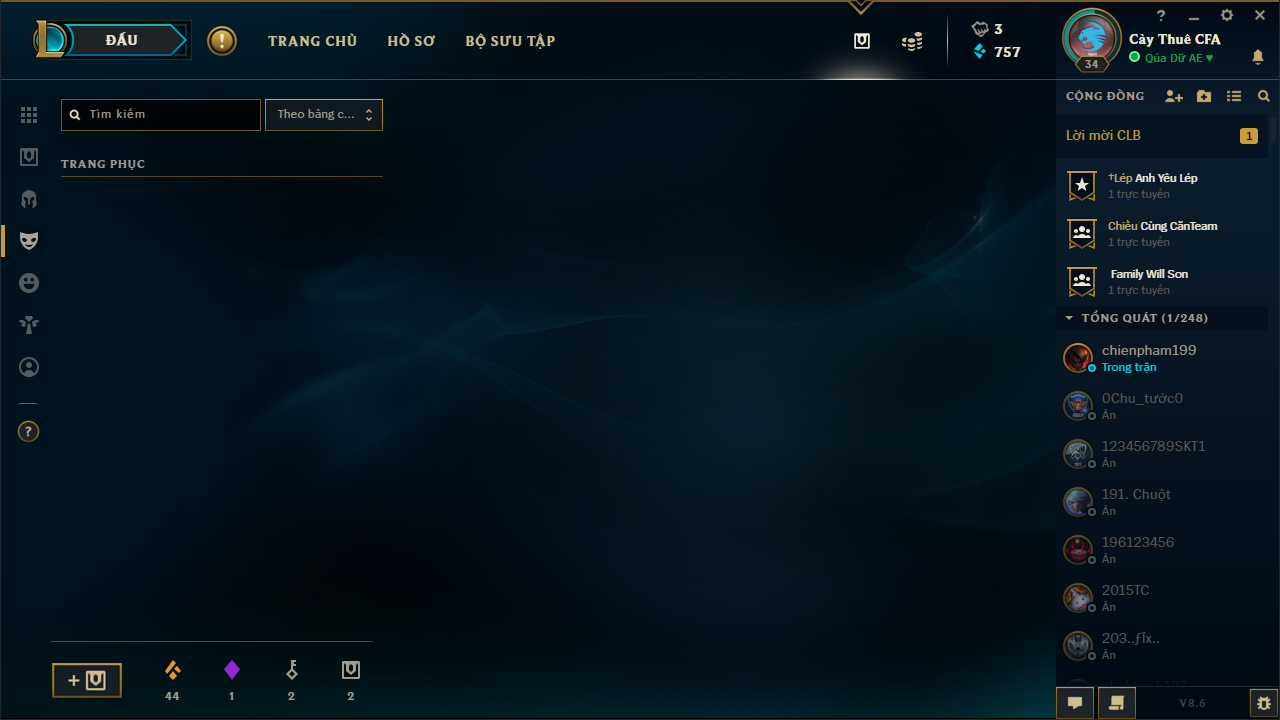 ĐẤU
TRANG CHỦ
HỒ SƠ
BỘ SƯU TẬP
3
757
34
Cày Thuê CFA
Qúa Dữ AE ♥
Tìm kiếm
Theo bảng c...
TRANG PHỤC
CỘNG ĐỒNG
Lời mời CLB
1
†Lép Anh Yêu Lép
1 trực tuyến
Chiều Cùng CănTeam
1 trực tuyến
Family Will Son
1 trực tuyến
TỔNG QUÁT (1/248)
chienpham199
Trong trận
0Chu_tước0
Ẩn
123456789SKT1
Ẩn
191. Chuột
Ẩn
196123456
Ẩn
2015TC
Ẩn
Ẩn
44
1
2
2
V8.6